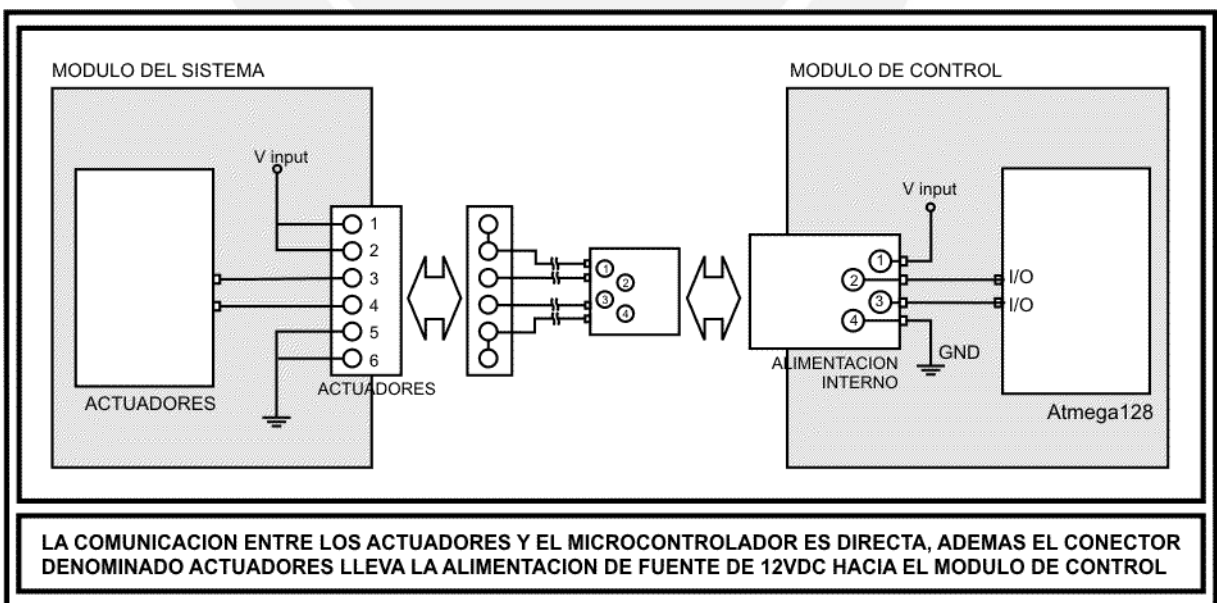 MODULO DEL SISTEMA
MODULO DE CONTROL
V input
V input
1
2
3
4
5
6
1
2
3
4
1
2
3
4
I/O
I/O
GND
ACTUADORES
ACTUADORES
ALIMENTACION
INTERNO
Atmega128
LA COMUNICACION ENTRE LOS ACTUADORES Y EL MICROCONTROLADOR ES DIRECTA, ADEMAS EL CONECTOR
DENOMINADO ACTUADORES LLEVA LA ALIMENTACION DE FUENTE DE 12VDC HACIA EL MODULO DE CONTROL